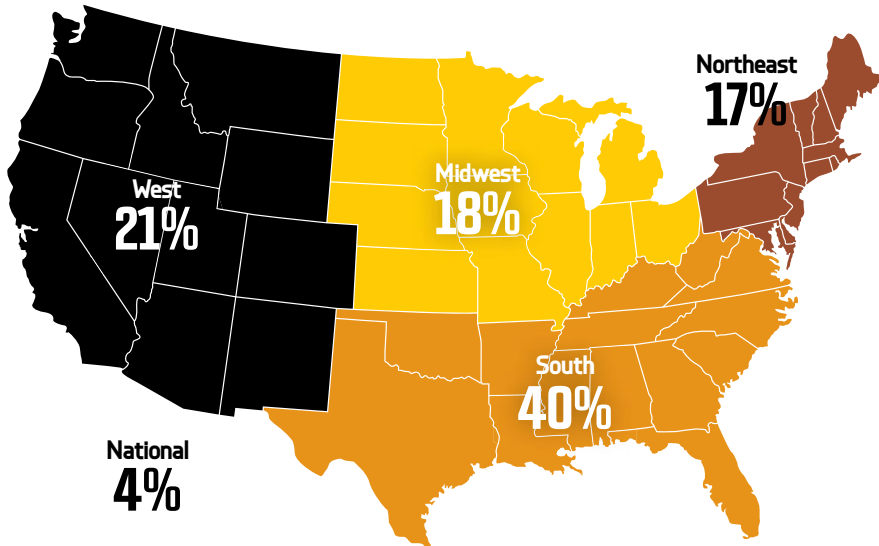 Northeast
17%
Midwest
18%
West
21%
South
40%
National
4%